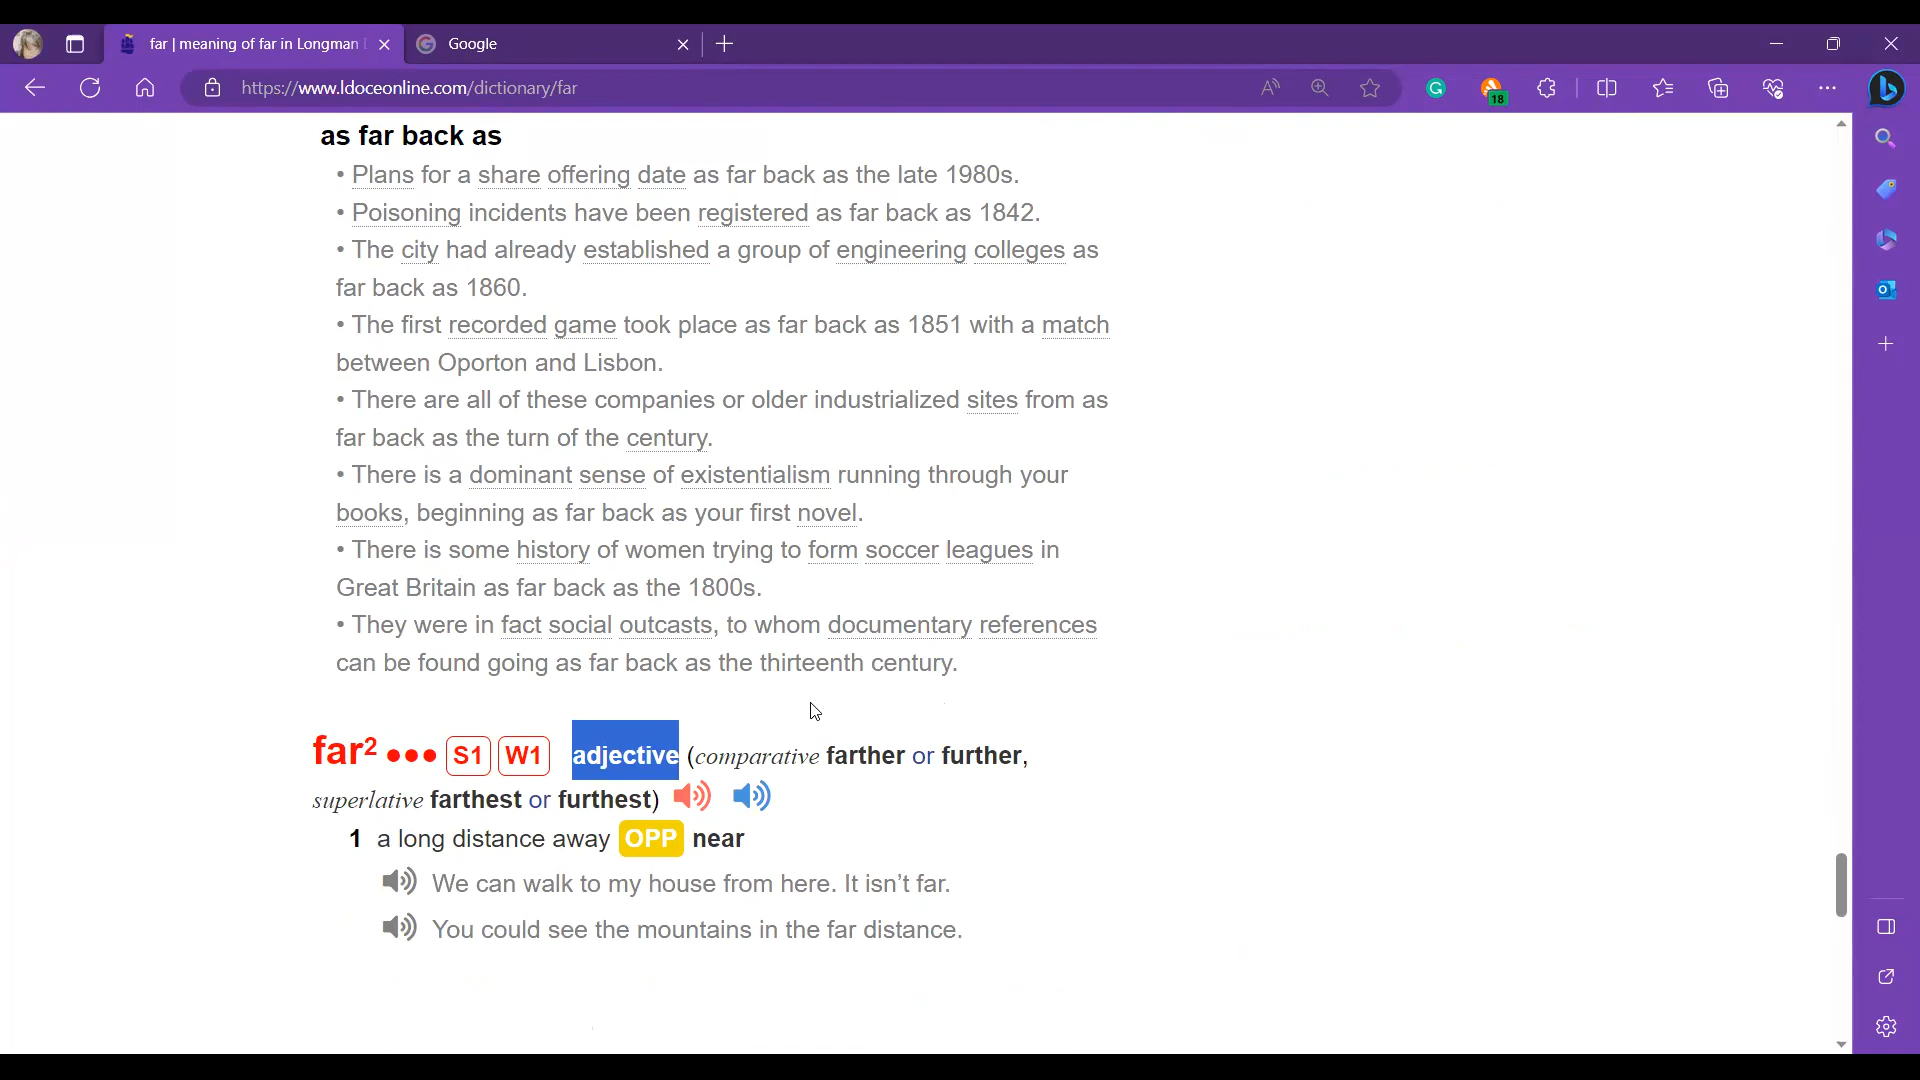 far | meaning of far in Longman
Google
https://www.ldoceonline.com/dictionary/far
18
as far back as
• Plans for a share offering date as far back as the late 1980s.
• Poisoning incidents have been registered as far back as 1842.
• The city had already established a group of engineering colleges as
far back as 1860.
• The first recorded game took place as far back as 1851 with a match
between Oporton and Lisbon.
• There are all of these companies or older industrialized sites from as
far back as the turn of the century.
• There is a dominant sense of existentialism running through your
books, beginning as far back as your first novel.
• There is some history of women trying to form soccer leagues in
Great Britain as far back as the 1800s.
• They were in fact social outcasts, to whom documentary references
can be found going as far back as the thirteenth century.
far² ●●● S1 W1 adjective (comparative farther or further,
superlative farthest or furthest)
1 a long distance away OPP near
We can walk to my house from here. It isn’t far.
You could see the mountains in the far distance.